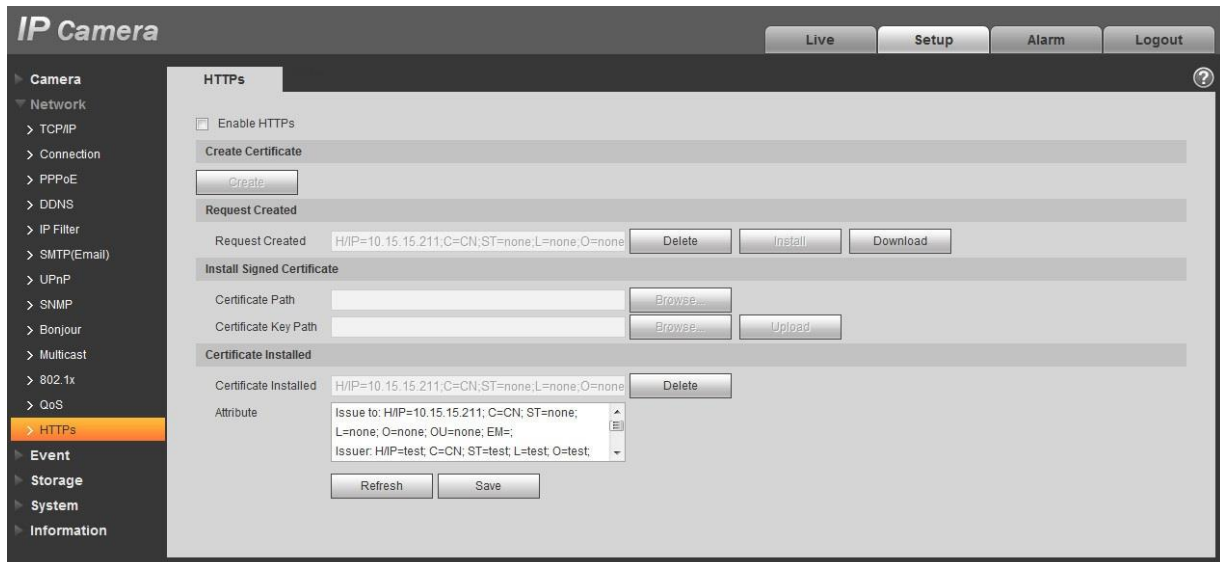 IP Camera
Live
Setup
Alarm
Logout
Camera
Network
TCP/IP
Connection
PPPoE
DDNS
IP Filter
SMTP(Email)
UPnP
SNMP
Bonjour
Multicast
802.1x
QoS
HTTPs
Event
Storage
System
Information
HTTPs
?
Enable HTTPs
Create Certificate
Create
Request Created
Request Created H/IP=10.15.15.211;C=CN;ST=none;L=none;O=none Delete Install Download
Install Signed Certificate
Certificate Path Browse...
Certificate Key Path Browse... Upload
Certificate Installed
Certificate Installed H/IP=10.15.15.211;C=CN;ST=none;L=none;O=none Delete
Attribute
Issue to: H/IP=10.15.15.211; C=CN; ST=none;
L=none; O=none; OU=none; EM=;
Issuer: H/IP=test; C=CN; ST=test; L=test; O=test;
Refresh Save